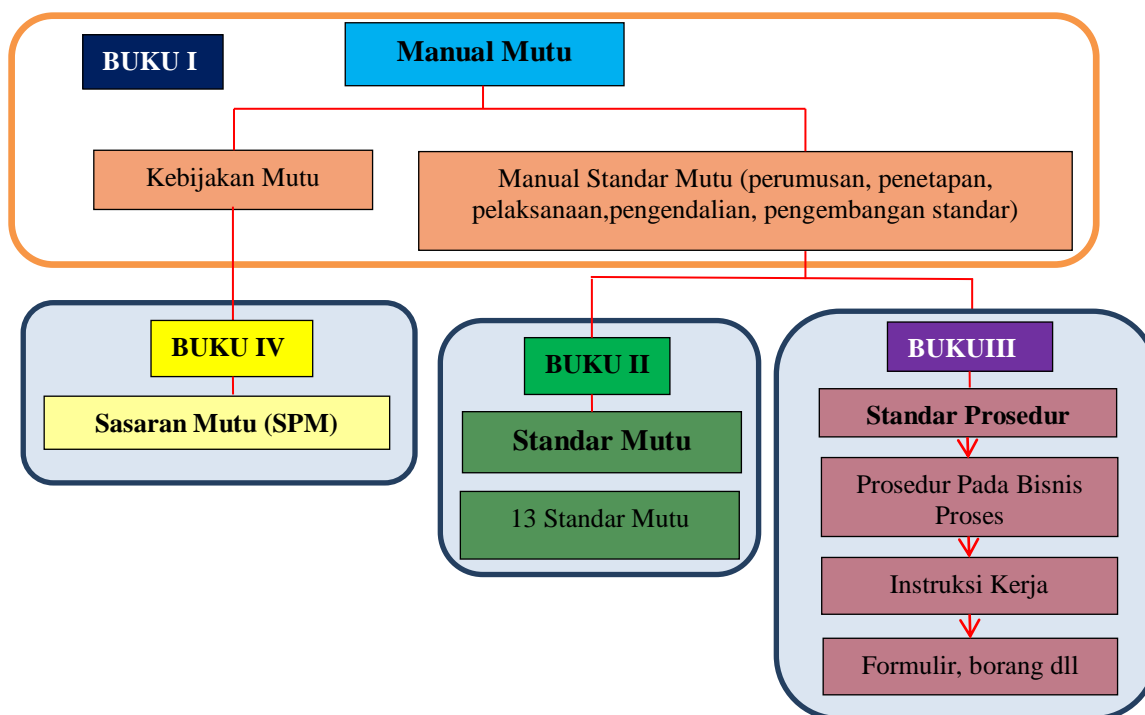 BUKU I
Manual Mutu
Kebijakan Mutu
Manual Standar Mutu (perumusan, penetapan,
pelaksanaan,pengendalian, pengembangan standar)
BUKU IV
Sasaran Mutu (SPM)
BUKU II
Standar Mutu
13 Standar Mutu
BUKUIII
Standar Prosedur
Prosedur Pada Bisnis
Proses
Instruksi Kerja
Formulir, borang dll